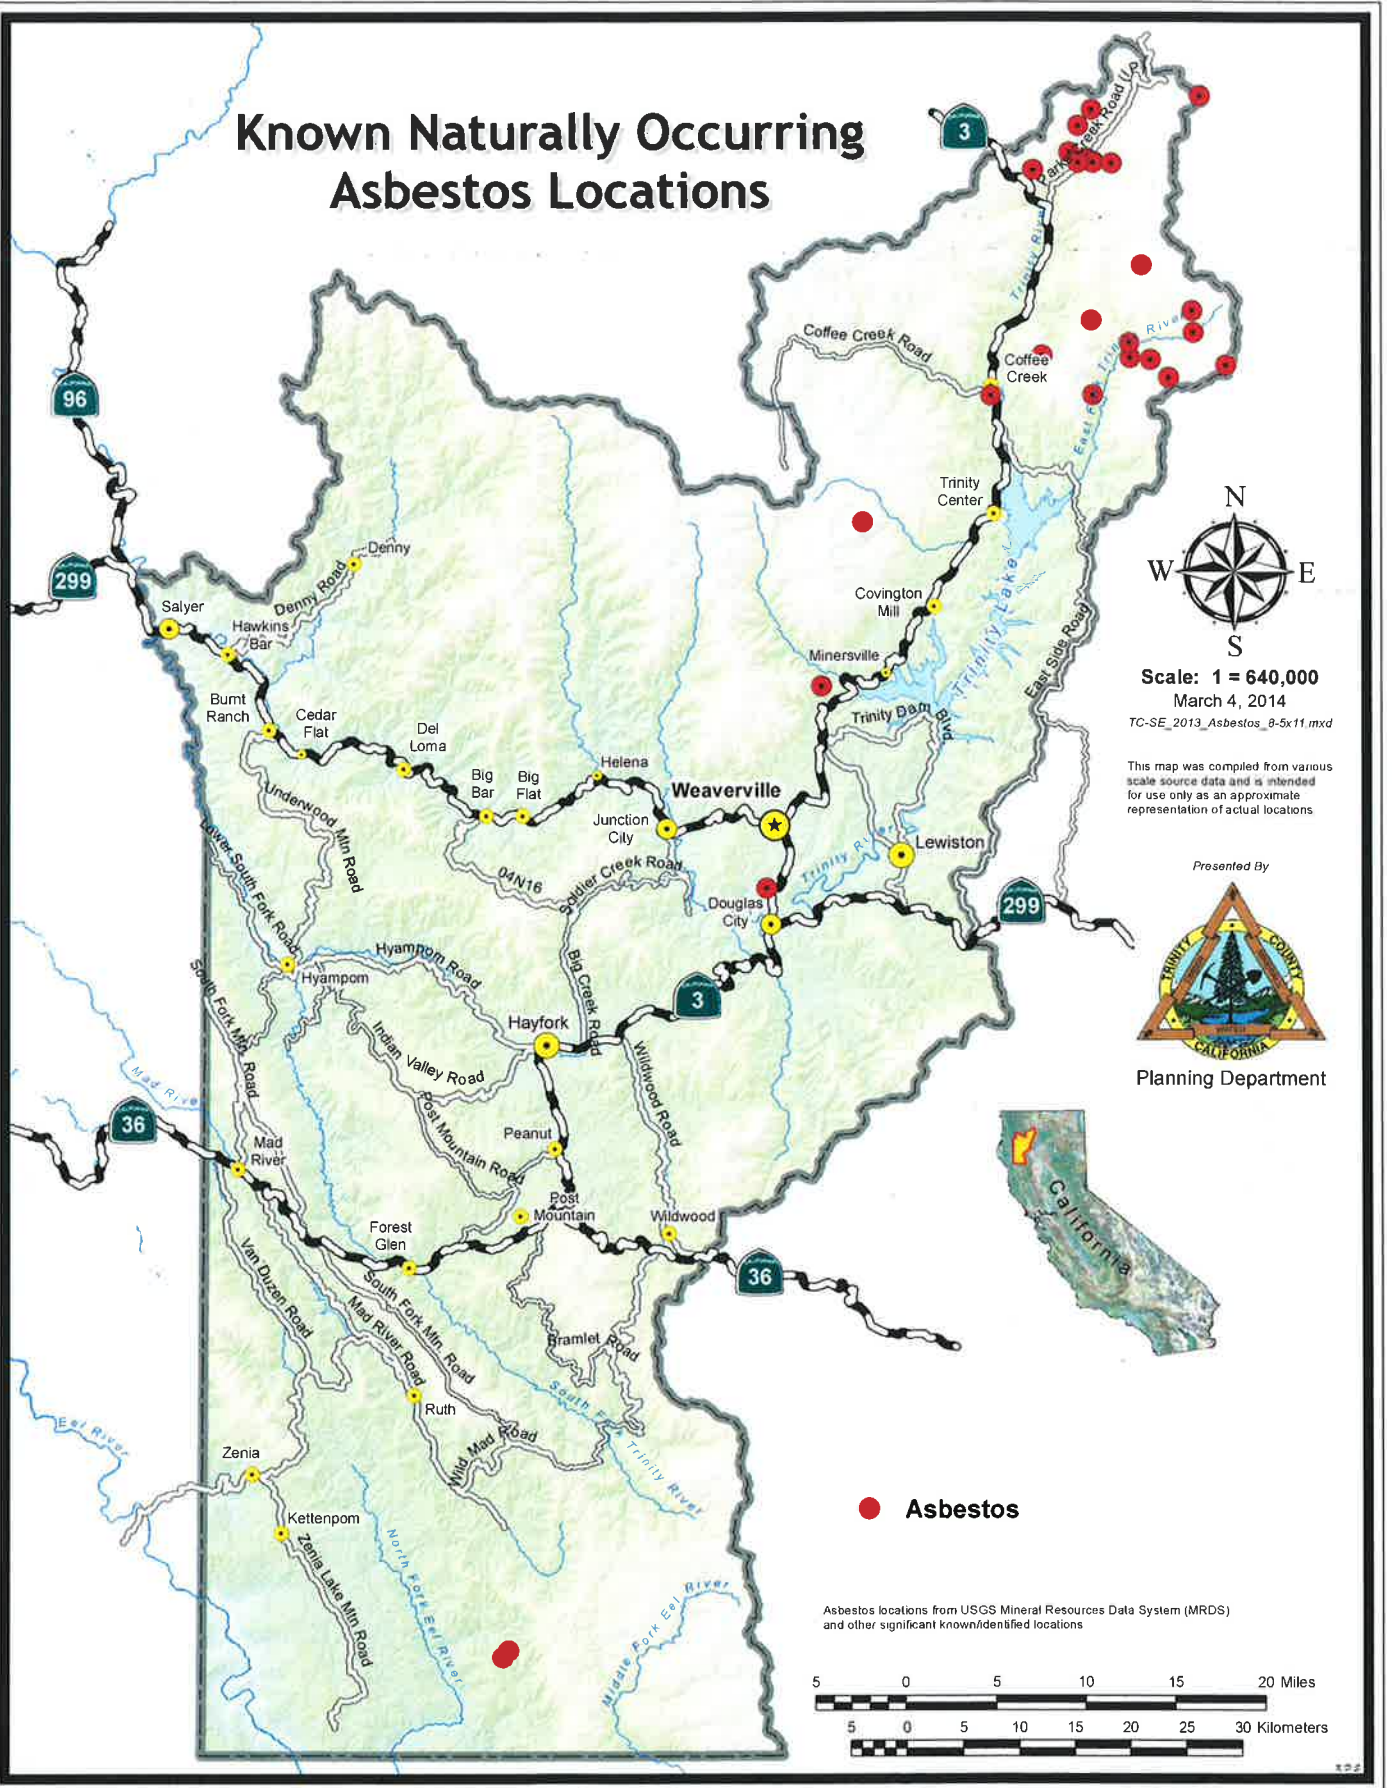 Known Naturally Occurring
Asbestos Locations
3
Parks Creek Road (LP)
Trinity River
96
299
Coffee Creek Road
Coffee
Creek
River
East Fork Trinity
Trinity
Center
Denny
Denny Road
Salyer
Hawkins
Bar
Covington
Mill
Trinity Lake
East Side Road
Minersville
Burnt
Ranch
Cedar
Flat
Del
Loma
Trinity Dam Blvd
Big
Bar
Big
Flat
Helena
Weaverville
Junction
City
Underwood Mtn Road
Lower South Fork Road
04N16
Soldier Creek Road
Trinity River
Lewiston
Douglas
City
299
Hyampom Road
Hyampom
Big Creek Road
South Fork Mtn. Road
3
Hayfork
Indian Valley Road
Wildwood Road
Mad River
36
Post Mountain Road
Peanut
Mad
River
Post
Mountain
Wildwood
Forest
Glen
36
Van Duzen Road
South Fork Mtn. Road
Mad River Road
Bramlet Road
Ruth
South Fork Trinity River
Eel River
Wild Mad Road
Zenia
Kettenpom
Zenia Lake Mtn Road
North Fork Eel River
Middle Fork Eel River
N
W
E
S
Scale: 1 = 640,000
March 4, 2014
TC-SE_2013_Asbestos_8-5x11.mxd
This map was compiled from various
scale source data and is intended
for use only as an approximate
representation of actual locations
Presented By
TRINITY COUNTY
CALIFORNIA
Planning Department
California
Asbestos
Asbestos locations from USGS Mineral Resources Data System (MRDS)
and other significant known/identified locations
5 0 5 10 15 20 Miles
5 0 5 10 15 20 25 30 Kilometers